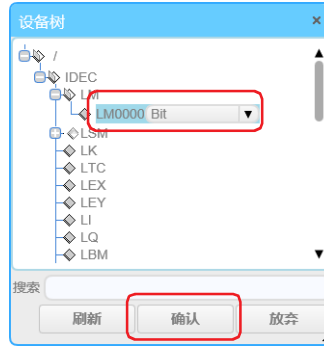 设备树 ×
/
IDEC
LM
LM0000 Bit
LSM
LK
LTC
LEX
LEY
LI
LQ
LBM
搜索
刷新 确认 放弃